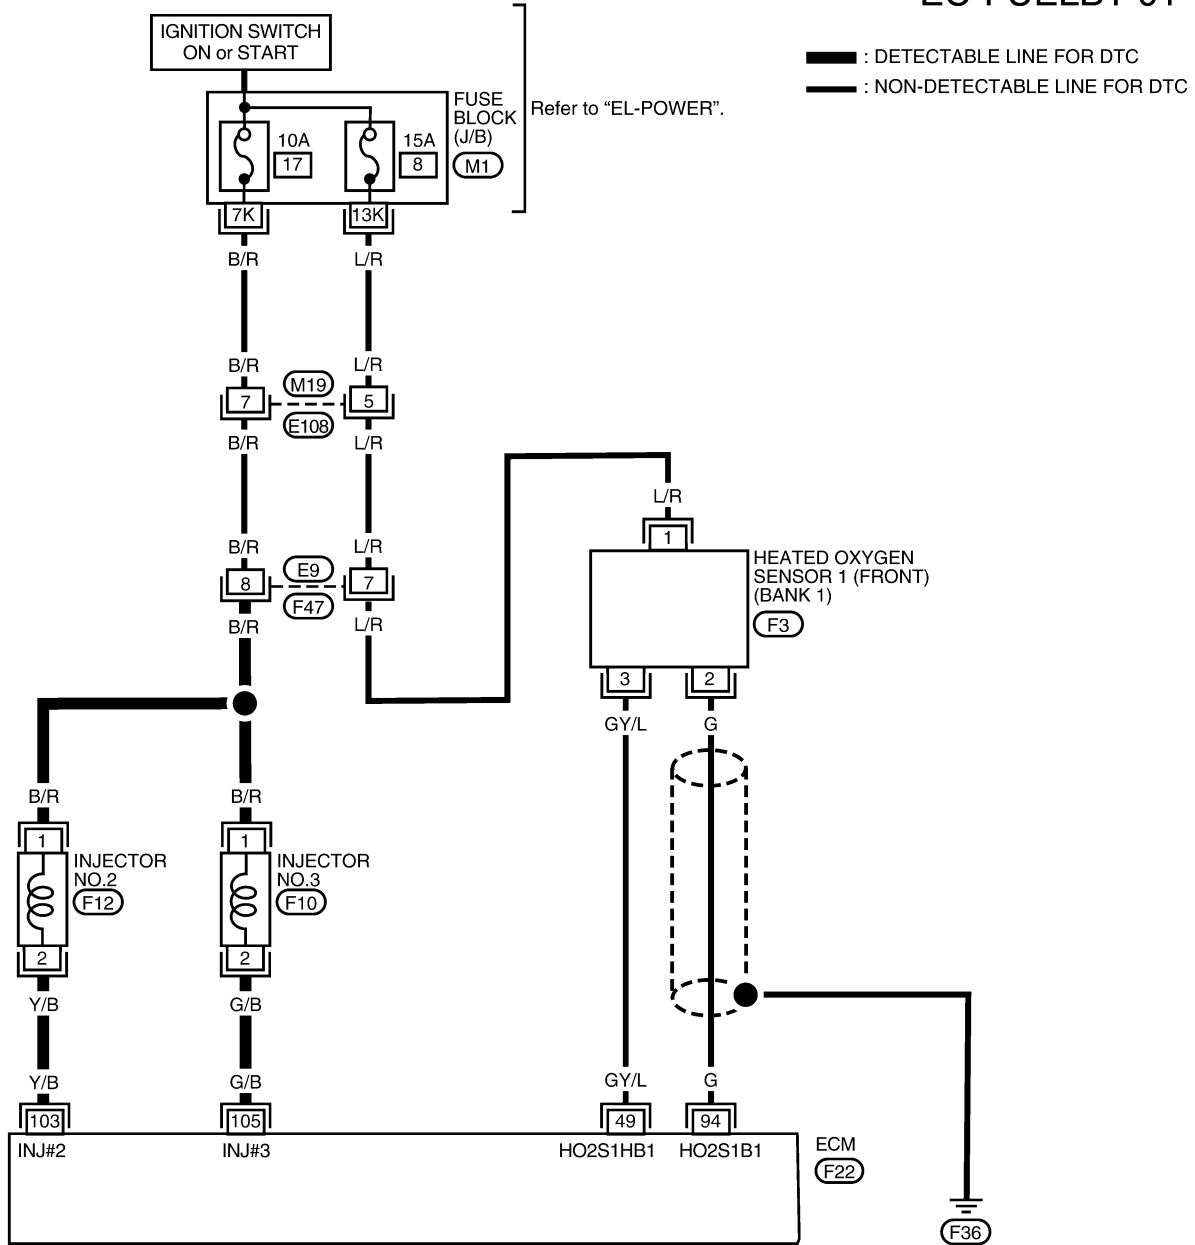 IGNITION SWITCH
ON or START
: DETECTABLE LINE FOR DTC
: NON-DETECTABLE LINE FOR DTC
FUSE
BLOCK
(J/B)
M1
Refer to “EL-POWER”.
10A
17
15A
8
7K
13K
B/R
L/R
B/R
L/R
M19
7
5
E108
B/R
L/R
L/R
1
B/R
L/R
E9
8
7
F47
B/R
L/R
HEATED OXYGEN
SENSOR 1 (FRONT)
(BANK 1)
F3
3
2
GY/L
G
B/R
B/R
1
1
INJECTOR
NO.2
F12
INJECTOR
NO.3
F10
2
2
Y/B
G/B
Y/B
G/B
GY/L
G
103
105
49
94
INJ#2
INJ#3
HO2S1HB1
HO2S1B1
ECM
F22
F36